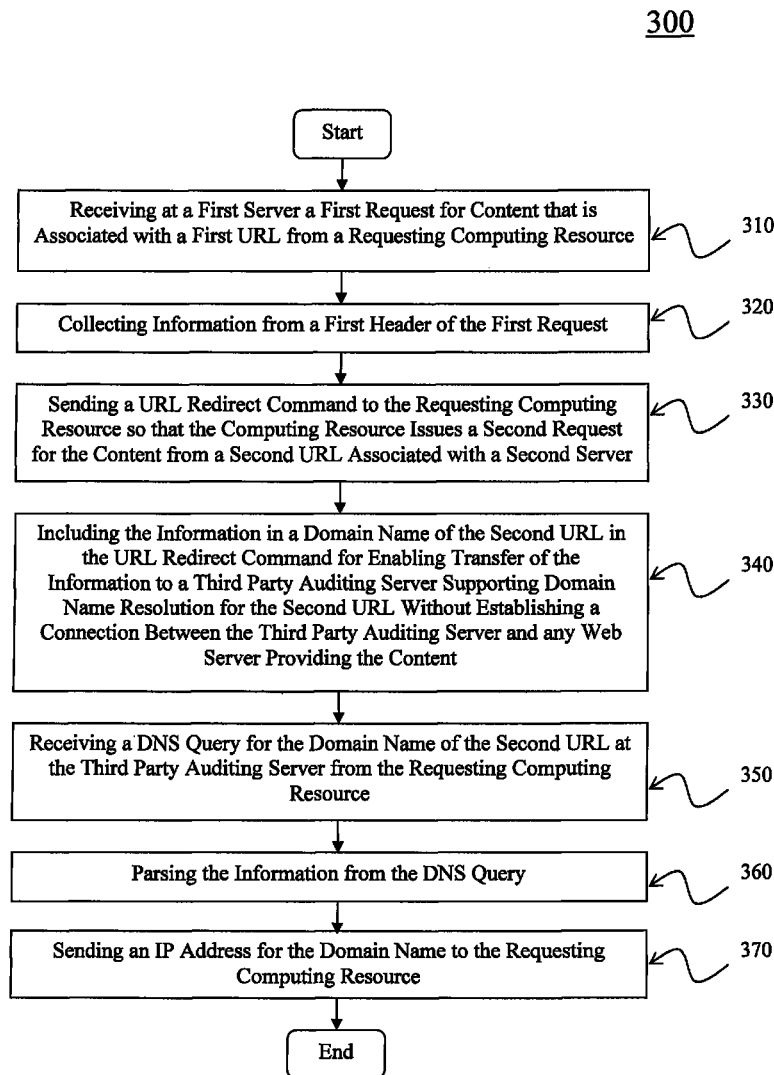 300
Start
Receiving at a First Server a First Request for Content that is
Associated with a First URL from a Requesting Computing Resource
310
Collecting Information from a First Header of the First Request
320
Sending a URL Redirect Command to the Requesting Computing
Resource so that the Computing Resource Issues a Second Request
for the Content from a Second URL Associated with a Second Server
330
Including the Information in a Domain Name of the Second URL in
the URL Redirect Command for Enabling Transfer of the
Information to a Third Party Auditing Server Supporting Domain
Name Resolution for the Second URL Without Establishing a
Connection Between the Third Party Auditing Server and any Web
Server Providing the Content
340
Receiving a DNS Query for the Domain Name of the Second URL at
the Third Party Auditing Server from the Requesting Computing
Resource
350
Parsing the Information from the DNS Query
360
Sending an IP Address for the Domain Name to the Requesting
Computing Resource
370
End